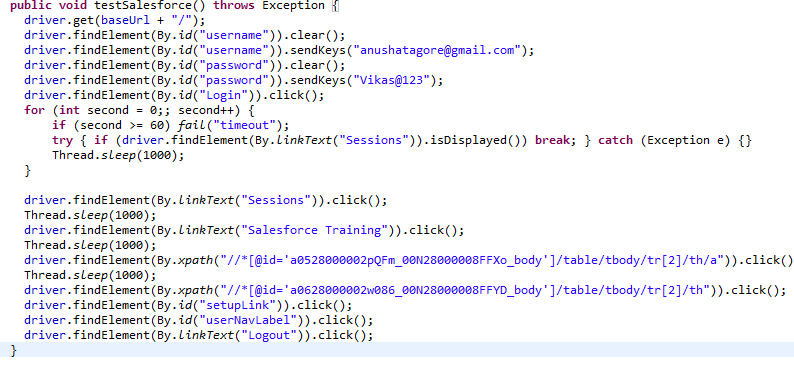 public void testSalesforce() throws Exception {
driver.get(baseUrl + "/");
driver.findElement(By.id("username")).clear();
driver.findElement(By.id("username")).sendKeys("anushatagore@gmail.com");
driver.findElement(By.id("password")).clear();
driver.findElement(By.id("password")).sendKeys("Vikas@123");
driver.findElement(By.id("Login")).click();
for (int second = 0;; second++) {
if (second >= 60) fail("timeout");
try { if (driver.findElement(By.linkText("Sessions")).isDisplayed()) break; } catch (Exception e) {}
Thread.sleep(1000);
}
driver.findElement(By.linkText("Sessions")).click();
Thread.sleep(1000);
driver.findElement(By.linkText("Salesforce Training")).click();
Thread.sleep(1000);
driver.findElement(By.xpath("//*[@id='a0528000002pQFm_00N28000008FFXo_body']/table/tbody/tr[2]/th/a")).click()
Thread.sleep(1000);
driver.findElement(By.xpath("//*[@id='a0628000002w086_00N28000008FFYD_body']/table/tbody/tr[2]/th")).click();
driver.findElement(By.id("setupLink")).click();
driver.findElement(By.id("userNavLabel")).click();
driver.findElement(By.linkText("Logout")).click();
}